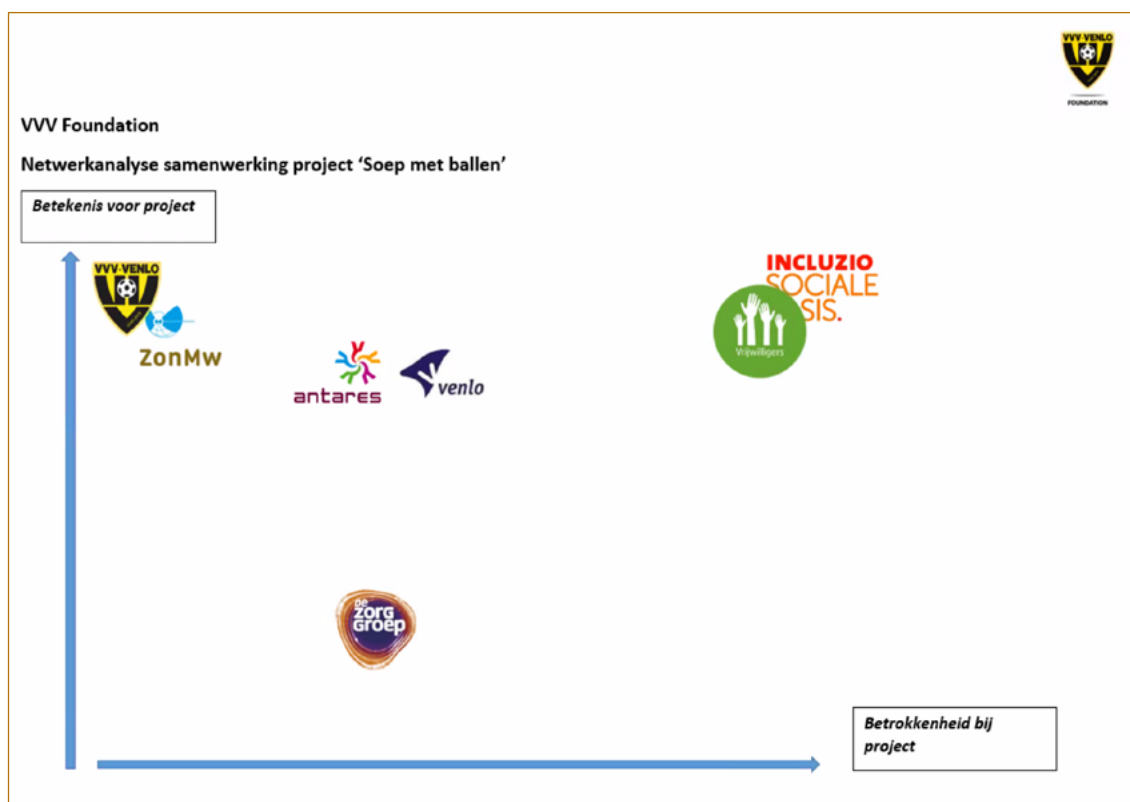 VVV-VENLO
FOUNDATION
VVV Foundation
Netwerkanalyse samenwerking project ‘Soep met ballen’
Betekenis voor project
VVV-VENLO
ZonMw
antares
venlo
INCLUZIO
SOCIALE
SIS.
Vrijwilligers
De
ZORG
GROEP
Betrokkenheid bij
project